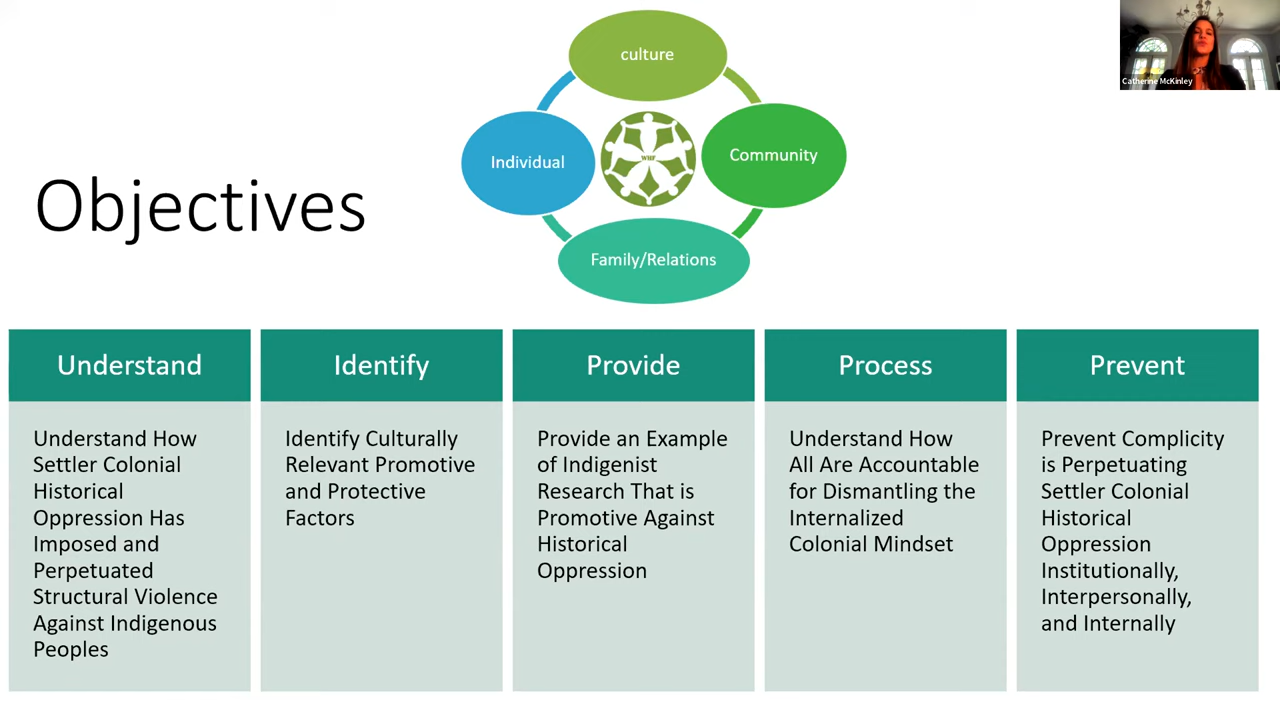 culture
Catherine McKinley
Individual
WHF
Community
Objectives
Family/Relations
Understand
Understand How
Settler Colonial
Historical
Oppression Has
Imposed and
Perpetuated
Structural Violence
Against Indigenous
Peoples
Identify
Identify Culturally
Relevant Promotive
and Protective
Factors
Provide
Provide an Example
of Indigenist
Research That is
Promotive Against
Historical
Oppression
Process
Understand How
All Are Accountable
for Dismantling the
Internalized
Colonial Mindset
Prevent
Prevent Complicity
is Perpetuating
Settler Colonial
Historical
Oppression
Institutionally,
Interpersonally,
and Internally